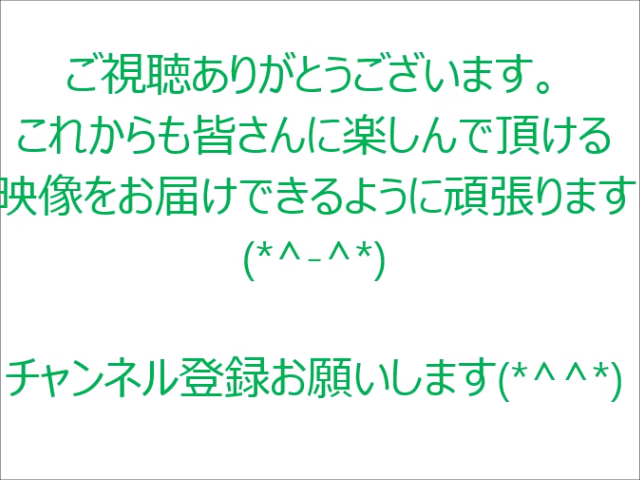 ご視聴ありがとうございます。
これからも皆さんに楽しんで頂ける
映像をお届けできるように頑張ります
(*^-^*)
チャンネル登録お願いします(*^^*)